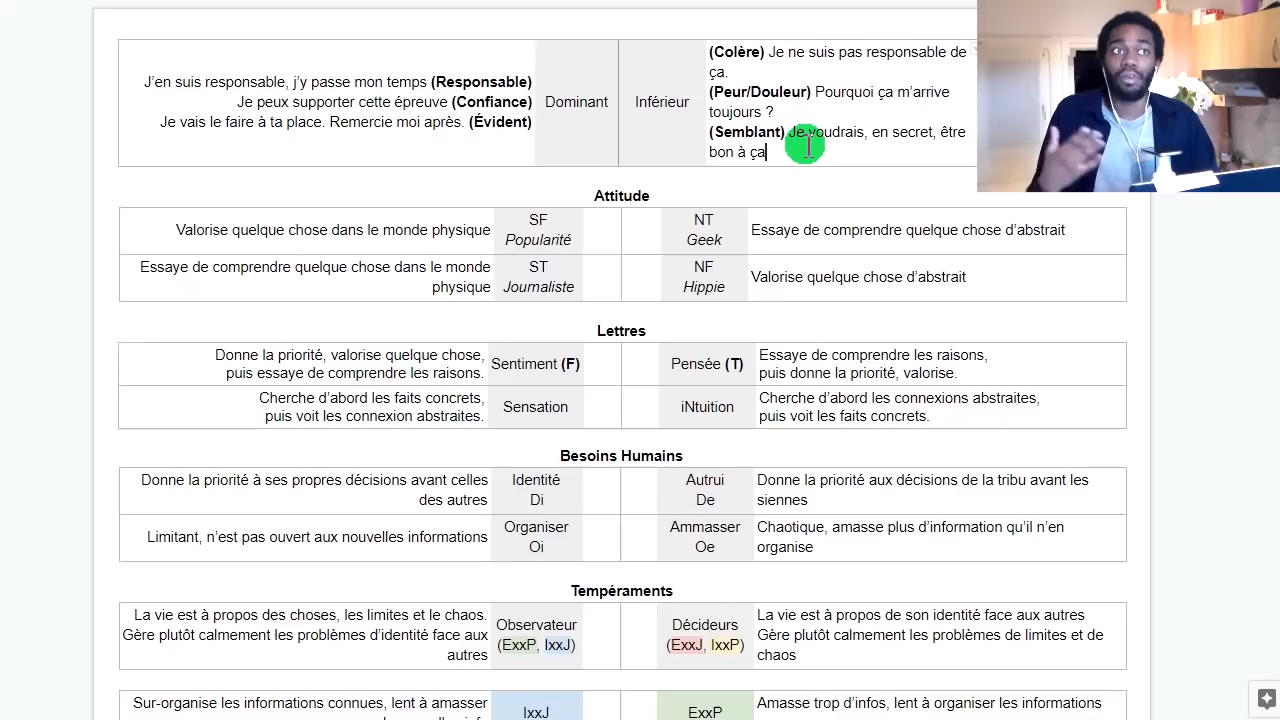 J'en suis responsable, j'y passe mon temps (Responsable)
Je peux supporter cette épreuve (Confiance)
Je vais le faire à ta place. Remercie moi après. (Évident)
Dominant
Inférieur
(Colère) Je ne suis pas responsable de
ça.
(Peur/Douleur) Pourquoi ça m'arrive
toujours ?
(Semblant) Je voudrais, en secret, être
bon à ça
Attitude
Valorise quelque chose dans le monde physique
SF
Popularité
NT
Geek
Essaye de comprendre quelque chose d'abstrait
Essaye de comprendre quelque chose dans le monde
physique
ST
Journaliste
NF
Hippie
Valorise quelque chose d'abstrait
Lettres
Donne la priorité, valorise quelque chose,
puis essaye de comprendre les raisons.
Sentiment (F)
Pensée (T)
Essaye de comprendre les raisons,
puis donne la priorité, valorise.
Cherche d'abord les faits concrets,
puis voit les connexion abstraites.
Sensation
iNtuition
Cherche d'abord les connexions abstraites,
puis voit les faits concrets.
Besoins Humains
Donne la priorité à ses propres décisions avant celles
des autres
Identité
Di
Autrui
De
Donne la priorité aux décisions de la tribu avant les
siennes
Limitant, n'est pas ouvert aux nouvelles informations
Organiser
Oi
Ammasser
Oe
Chaotique, amasse plus d'information qu'il n'en
organise
Tempéraments
La vie est à propos des choses, les limites et le chaos.
Gère plutôt calmement les problèmes d'identité face aux
autres
Observateur
(ExxP, IxxJ)
Décideurs
(ExxJ, IxxP)
La vie est à propos de son identité face aux autres
Gère plutôt calmement les problèmes de limites et de
chaos
Sur-organise les informations connues, lent à amasser
IxxJ
ExxP
Amasse trop d'infos, lent à organiser les informations